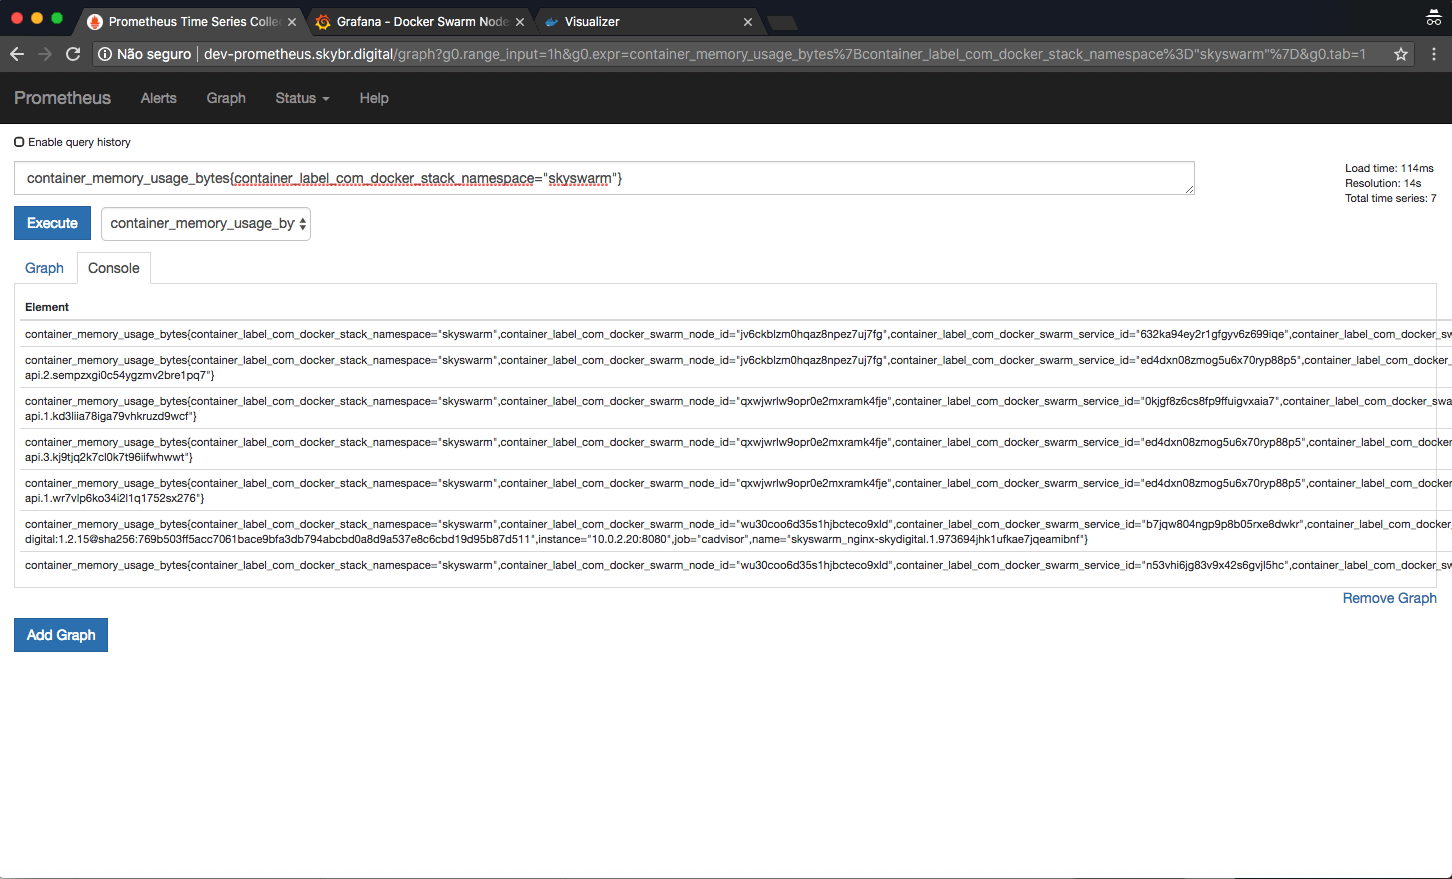 Prometheus Time Series Colle
Grafana - Docker Swarm Node
Visualizer
Não seguro
dev-prometheus.skybr.digital/graph?g0.range_input=1h&g0.expr=container_memory_usage_bytes%7Bcontainer_label_com_docker_stack_namespace%3D"skyswarm"%7D&g0.tab=1
Prometheus Alerts Graph Status Help
Enable query history
container_memory_usage_bytes{container_label_com_docker_stack_namespace="skyswarm"}
Load time: 114ms
Resolution: 14s
Total time series: 7
Execute
container_memory_usage_by
Graph Console
Element
container_memory_usage_bytes{container_label_com_docker_stack_namespace="skyswarm",container_label_com_docker_swarm_node_id="jv6ckblzm0hqaz8npez7uj7fg",container_label_com_docker_swarm_service_id="632ka94ey2r1gfgyv6z699iqe",container_label_com_docker_sw
container_memory_usage_bytes{container_label_com_docker_stack_namespace="skyswarm",container_label_com_docker_swarm_node_id="jv6ckblzm0hqaz8npez7uj7fg",container_label_com_docker_swarm_service_id="ed4dxn08zmog5u6x70ryp88p5",container_label_com_docker_
api.2.sempzxgi0c54ygzmv2bre1pq7"}
container_memory_usage_bytes{container_label_com_docker_stack_namespace="skyswarm",container_label_com_docker_swarm_node_id="qxwjwrlw9opr0e2mxramk4fje",container_label_com_docker_swarm_service_id="0kjgf8z6cs8fp9ffuigvxaia7",container_label_com_docker_swa
api.1.kd3liia78iga79vhkruzd9wcf"}
container_memory_usage_bytes{container_label_com_docker_stack_namespace="skyswarm",container_label_com_docker_swarm_node_id="qxwjwrlw9opr0e2mxramk4fje",container_label_com_docker_swarm_service_id="ed4dxn08zmog5u6x70ryp88p5",container_label_com_docker
api.3.kj9tjq2k7cl0k7t96iifwhwwt"}
container_memory_usage_bytes{container_label_com_docker_stack_namespace="skyswarm",container_label_com_docker_swarm_node_id="qxwjwrlw9opr0e2mxramk4fje",container_label_com_docker_swarm_service_id="ed4dxn08zmog5u6x70ryp88p5",container_label_com_docker
api.1.wr7vlp6ko34i2l1q1752sx276"}
container_memory_usage_bytes{container_label_com_docker_stack_namespace="skyswarm",container_label_com_docker_swarm_node_id="wu30coo6d35s1hjbcteco9xld",container_label_com_docker_swarm_service_id="b7jqw804ngp9p8b05rxe8dwkr",container_label_com_docker_
digital:1.2.15@sha256:769b503ff5acc7061bace9bfa3db794abcbd0a8d9a537e8c6cbd19d95b87d511",instance="10.0.2.20:8080",job="cadvisor",name="skyswarm_nginx-skydigital.1.973694jhk1ufkae7jqeamibnf"}
container_memory_usage_bytes{container_label_com_docker_stack_namespace="skyswarm",container_label_com_docker_swarm_node_id="wu30coo6d35s1hjbcteco9xld",container_label_com_docker_swarm_service_id="n53vhi6jg83v9x42s6gvjl5hc",container_label_com_docker_sw
Remove Graph
Add Graph